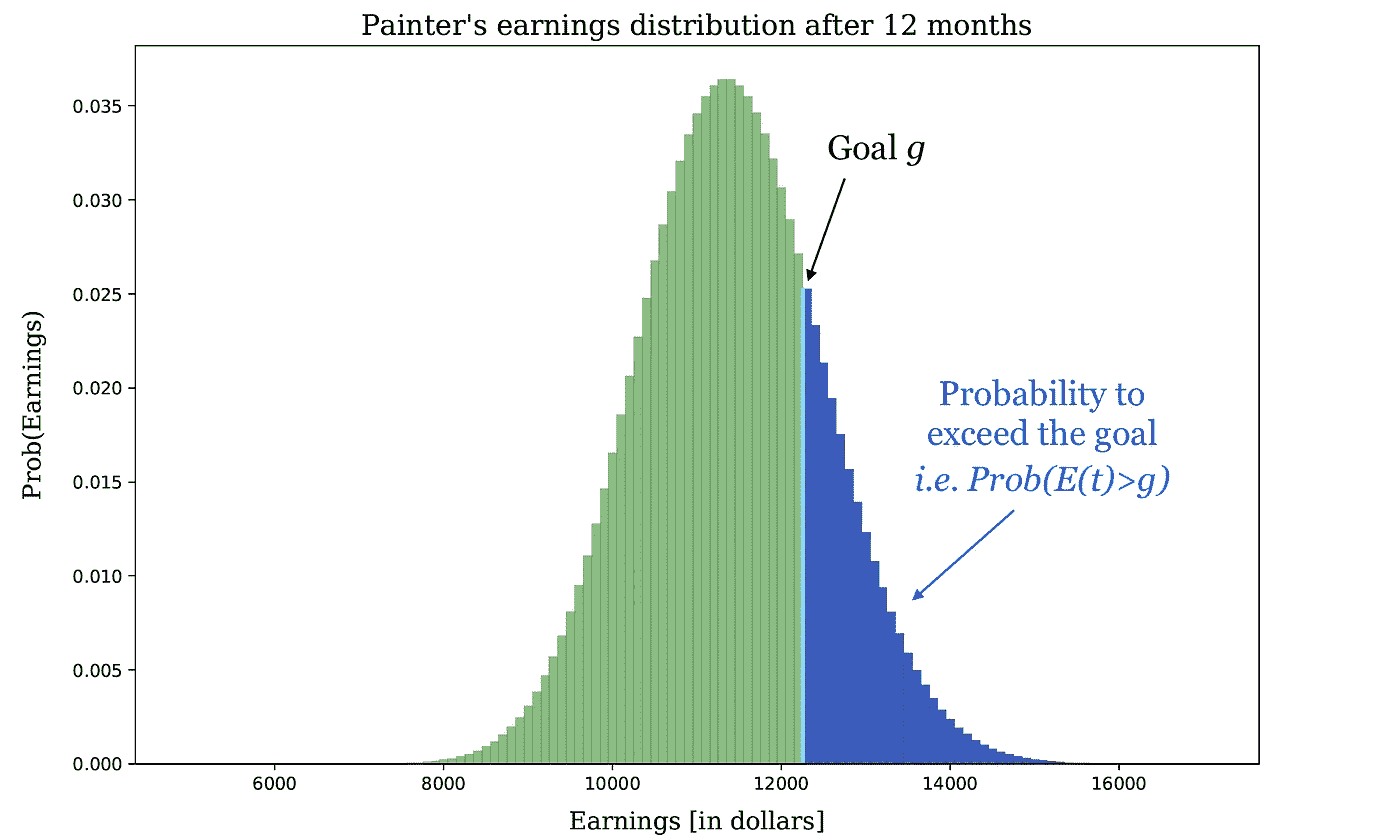 Painter's earnings distribution after 12 months
Prob(Earnings)
0.035
0.030
0.025
0.020
0.015
0.010
0.005
0.000
Goal g
Probability to
exceed the goal
i.e. Prob(E(t)>g)
6000
8000
10000
12000
14000
16000
Earnings [in dollars]